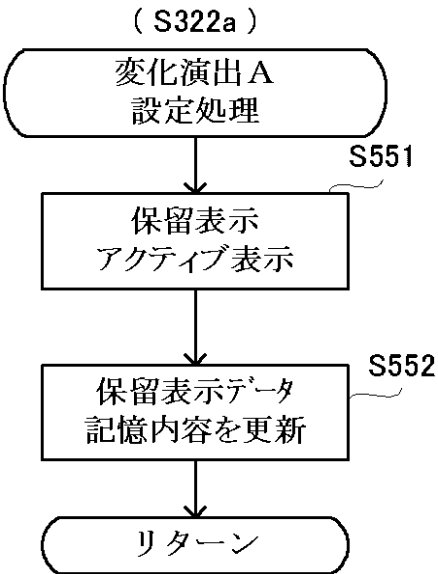 （S322a）
変化演出A
設定処理
S551
保留表示
アクティブ表示
S552
保留表示データ
記憶内容を更新
リターン